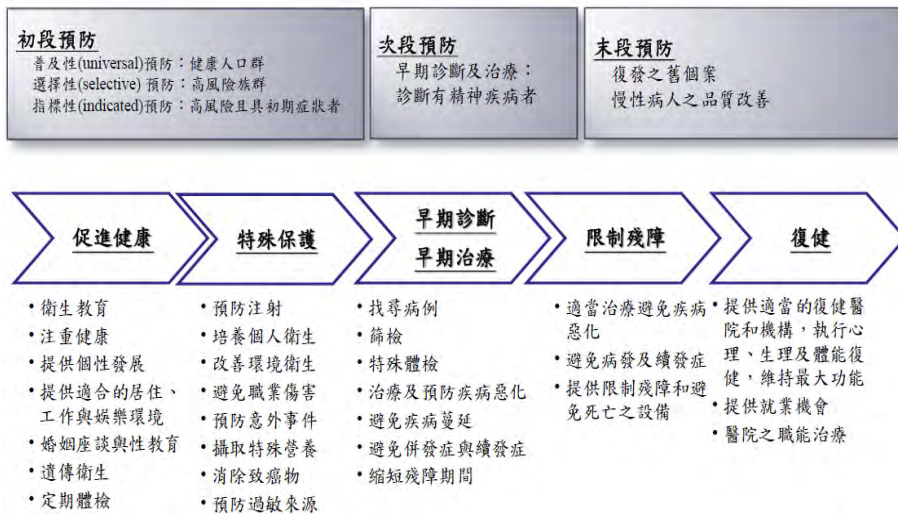 初段預防
普及性(universal)預防：健康人口群
選擇性(selective) 預防：高風險族群
指標性(indicated)預防：高風險且具初期症狀者
次段預防
早期診斷及治療：
診斷有精神疾病者
末段預防
復發之舊個案
慢性病人之品質改善
促進健康
特殊保護
早期診斷
早期治療
限制殘障
復健
•衛生教育
•注重健康
•提供個性發展
•提供適合的居住、
工作與娛樂環境
•婚姻座談與性教育
•遺傳衛生
•定期體檢
•預防注射
•培養個人衛生
•改善環境衛生
•避免職業傷害
•預防意外事件
•攝取特殊營養
•消除致癌物
•預防過敏來源
•找尋病例
•篩檢
•特殊體檢
•治療及預防疾病惡化
•避免疾病蔓延
•避免併發症與續發症
•縮短殘障期間
•適當治療避免疾病
惡化
•避免病發及續發症
•提供限制殘障和避
免死亡之設備
•提供適當的復健醫
院和機構，執行心
理、生理及體能復
健，維持最大功能
•提供就業機會
•醫院之職能治療